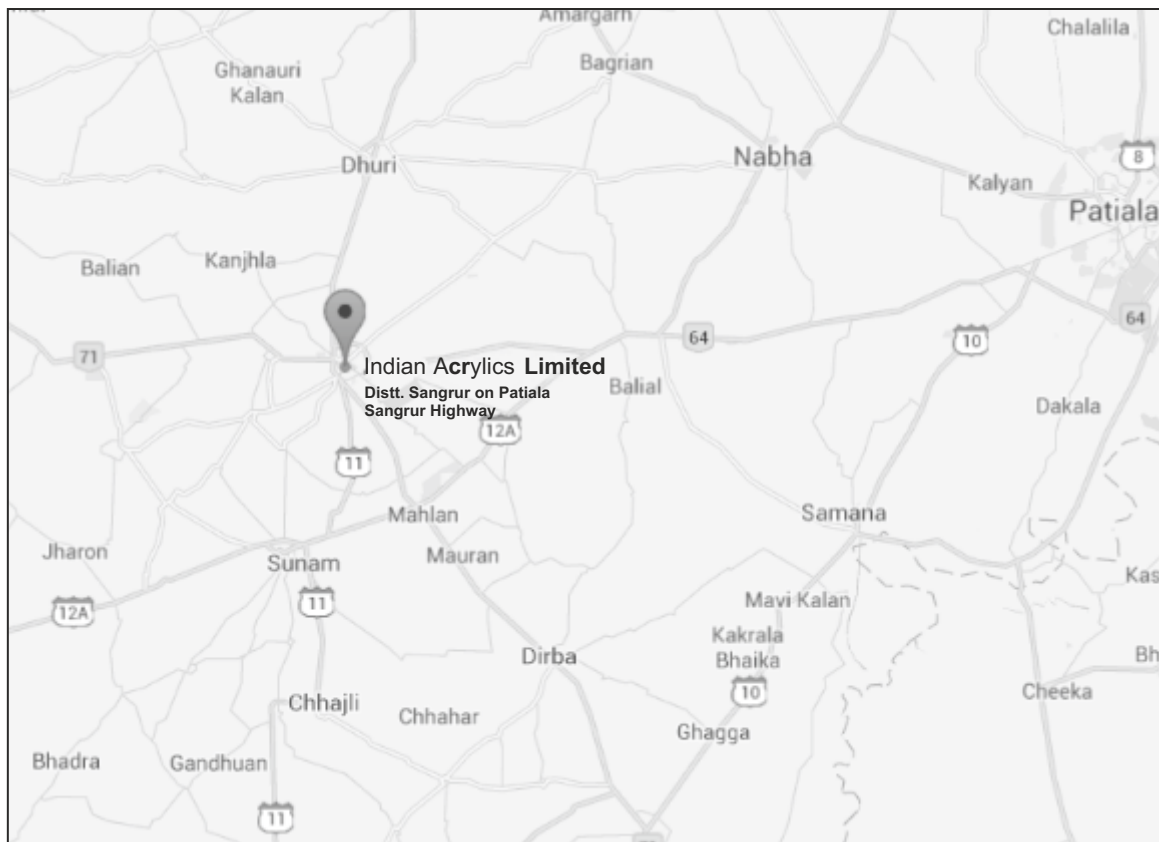 Amargarh
Chalalila
Bagrian
Ghanauri
Kalan
Dhuri
Nabha
8
Kalyan
Patiala
Balian
Kanjhla
71
64
10
64
Indian Acrylics Limited
Distt. Sangrur on Patiala
Sangrur Highway
Balial
Dakala
12A
11
Mahlan
Samana
Jharon
Mauran
Sunam
Kas
12A
11
Mavi Kalan
Kakrala
Bhaika
Dirba
Bh
10
Cheeka
Chhajli
Chhahar
Ghagga
Bhadra
Gandhuan
11